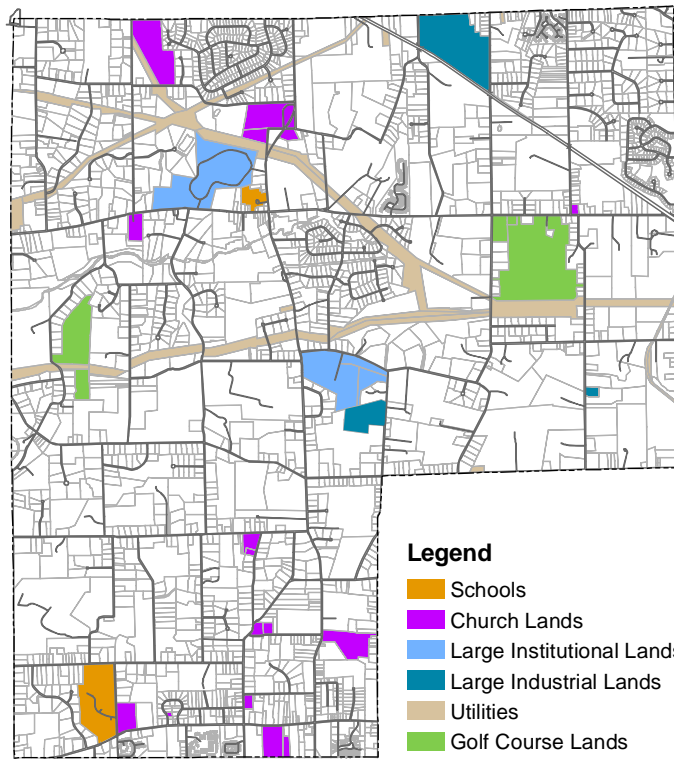 Legend
Schools
Church Lands
Large Institutional Lands
Large Industrial Lands
Utilities
Golf Course Lands